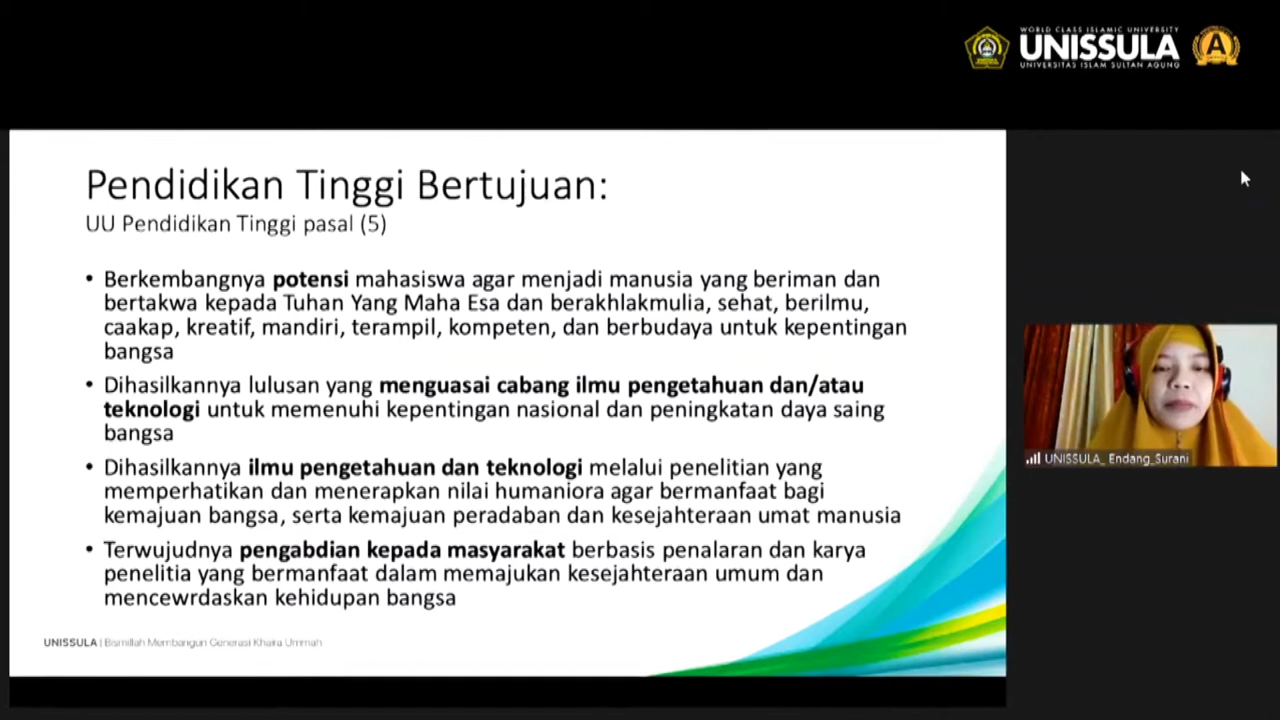 WORLD CLASS ISLAMIC UNIVERSITY
UNISSULA
UNIVERSITAS ISLAM SULTAN AGUNG
A
Pendidikan Tinggi Bertujuan:
UU Pendidikan Tinggi pasal (5)
• Berkembangnya potensi mahasiswa agar menjadi manusia yang beriman dan
bertakwa kepada Tuhan Yang Maha Esa dan berakhlakmulia, sehat, berilmu,
caakap, kreatif, mandiri, terampil, kompeten, dan berbudaya untuk kepentingan
bangsa
• Dihasilkannya lulusan yang menguasai cabang ilmu pengetahuan dan/atau
teknologi untuk memenuhi kepentingan nasional dan peningkatan daya saing
bangsa
• Dihasilkannya ilmu pengetahuan dan teknologi melalui penelitian yang
memperhatikan dan menerapkan nilai humaniora agar bermanfaat bagi
kemajuan bangsa, serta kemajuan peradaban dan kesejahteraan umat manusia
• Terwujudnya pengabdian kepada masyarakat berbasis penalaran dan karya
penelitia yang bermanfaat dalam memajukan kesejahteraan umum dan
mencewrdaskan kehidupan bangsa
UNISSULA | Bismillah Membangun Generasi Khaira Ummah
UNISSULA_ Endang_Surani